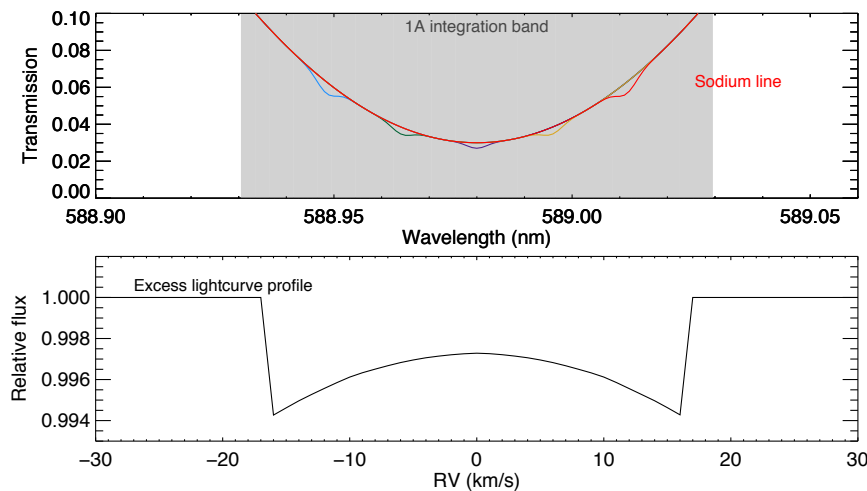 0.10
0.08
0.06
0.04
0.02
0.00
Transmission
1A integration band
Sodium line
588.90 588.95 589.00 589.05
Wavelength (nm)
Excess lightcurve profile
1.000
0.998
0.996
0.994
Relative flux
−30 −20 −10 0 10 20 30
RV (km/s)